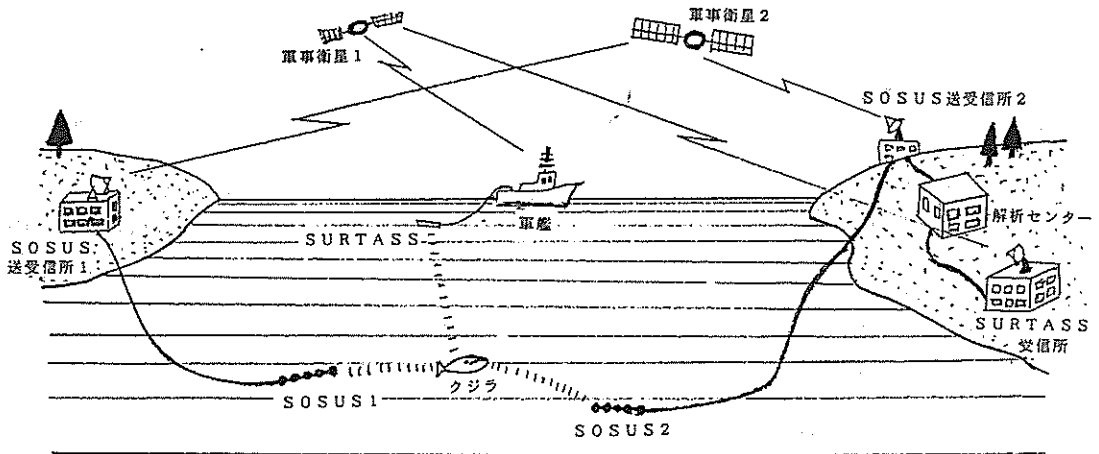 軍事衛星2
軍事衛星1
SOSUS送受信所2
軍艦
解析センター
SURTASS
SOSUS
送受信所1
SURTASS
受信所
クジラ
SOSUS1
SOSUS2